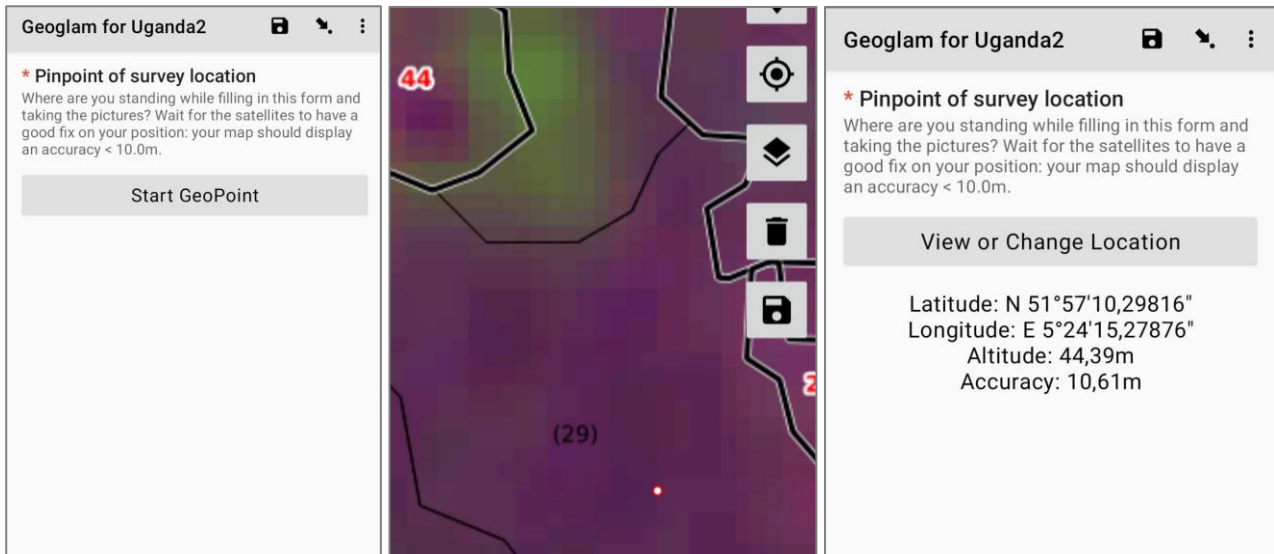 Geoglam for Uganda2
* Pinpoint of survey location
Where are you standing while filling in this form and
taking the pictures? Wait for the satellites to have a
good fix on your position: your map should display
an accuracy < 10.0m.
Start GeoPoint
44
(29)
2
Geoglam for Uganda2
* Pinpoint of survey location
Where are you standing while filling in this form and
taking the pictures? Wait for the satellites to have a
good fix on your position: your map should display
an accuracy < 10.0m.
View or Change Location
Latitude: N 51°57'10,29816"
Longitude: E 5°24'15,27876"
Altitude: 44,39m
Accuracy: 10,61m